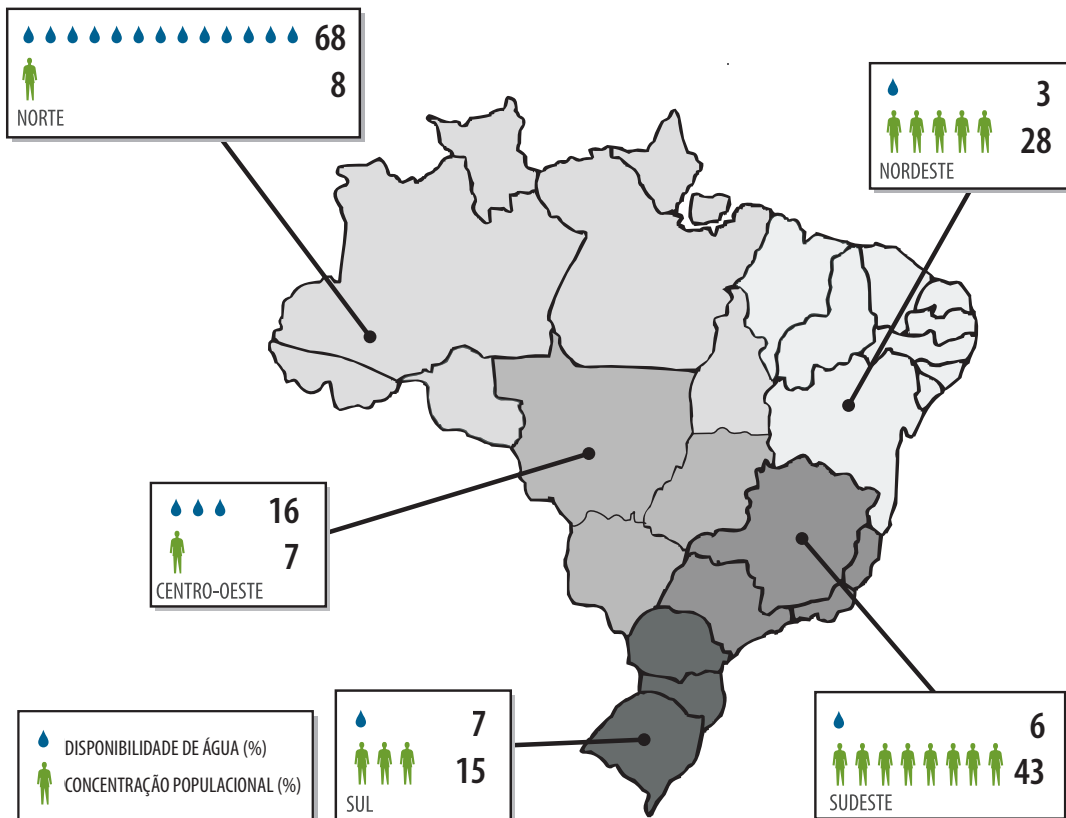 68
8
NORTE
3
28
NORDESTE
16
7
CENTRO-OESTE
DISPONIBILIDADE DE ÁGUA (%)
CONCENTRAÇÃO POPULACIONAL (%)
7
15
SUL
6
43
SUDESTE